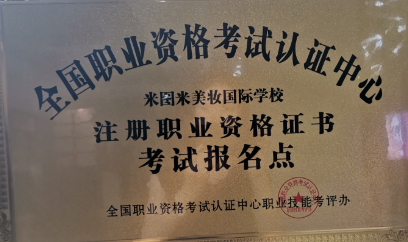 全国职业资格考试认证中心
米图米美妆国际学校
注册职业资格证书
考试报名点
全国职业资格考试认证中心职业技能考评办